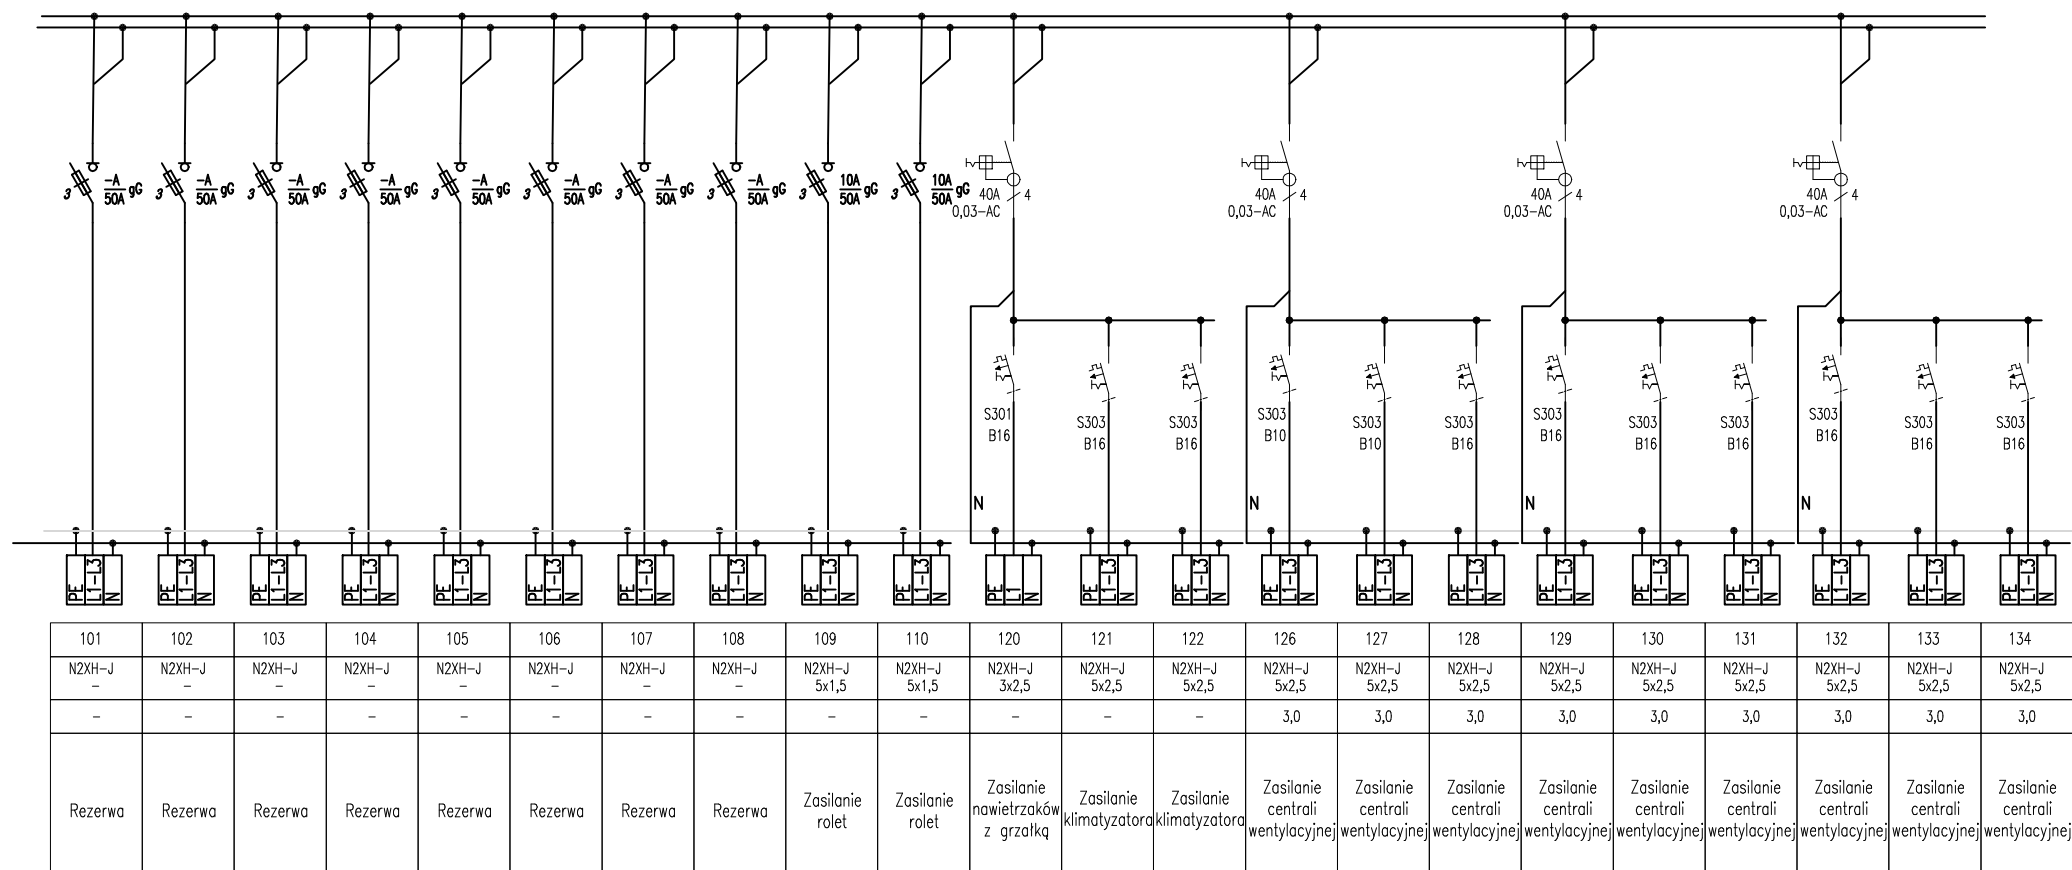 3 -A 50A gG 3 -A 50A gG 3 -A 50A gG 3 -A 50A gG 3 -A 50A gG 3 -A 50A gG 3 -A 50A gG 3 -A 50A gG 3 10A 50A gG 3 10A 50A gG
40A 4 40A 4 40A 4 40A 4
0,03-AC 0,03-AC 0,03-AC 0,03-AC
S301 S303 S303 S303 S303 S303 S303 S303 S303 S303 S303 S303
B16 B16 B16 B10 B10 B16 B16 B16 B16 B16 B16 B16
N N N N
PE L1-L3 N PE L1-L3 N PE L1-L3 N PE L1-L3 N PE L1-L3 N PE L1-L3 N PE L1-L3 N PE L1-L3 N PE L1-L3 N PE L1-L3 N PE L1 N PE L1-L3 N PE L1-L3 N PE L1-L3 N PE L1-L3 N PE L1-L3 N PE L1-L3 N PE L1-L3 N PE L1-L3 N PE L1-L3 N PE L1-L3 N PE L1-L3 N
101 102 103 104 105 106 107 108 109 110 120 121 122 126 127 128 129 130 131 132 133 134
N2XH-J N2XH-J N2XH-J N2XH-J N2XH-J N2XH-J N2XH-J N2XH-J N2XH-J N2XH-J N2XH-J N2XH-J N2XH-J N2XH-J N2XH-J N2XH-J N2XH-J N2XH-J N2XH-J N2XH-J N2XH-J N2XH-J
- - - - - - - - 5x1,5 5x1,5 3x2,5 5x2,5 5x2,5 5x2,5 5x2,5 5x2,5 5x2,5 5x2,5 5x2,5 5x2,5 5x2,5 5x2,5
- - - - - - - - - - - - - 3,0 3,0 3,0 3,0 3,0 3,0 3,0 3,0 3,0
Rezerwa
Rezerwa
Rezerwa
Rezerwa
Rezerwa
Rezerwa
Rezerwa
Rezerwa
Zasilanie
rolet
Zasilanie
rolet
Zasilanie
nawietrzaków
z grzałką
Zasilanie
klimatyzatora
Zasilanie
klimatyzatora
Zasilanie
centrali
wentylacyjnej
Zasilanie
centrali
wentylacyjnej
Zasilanie
centrali
wentylacyjnej
Zasilanie
centrali
wentylacyjnej
Zasilanie
centrali
wentylacyjnej
Zasilanie
centrali
wentylacyjnej
Zasilanie
centrali
wentylacyjnej
Zasilanie
centrali
wentylacyjnej
Zasilanie
centrali
wentylacyjnej